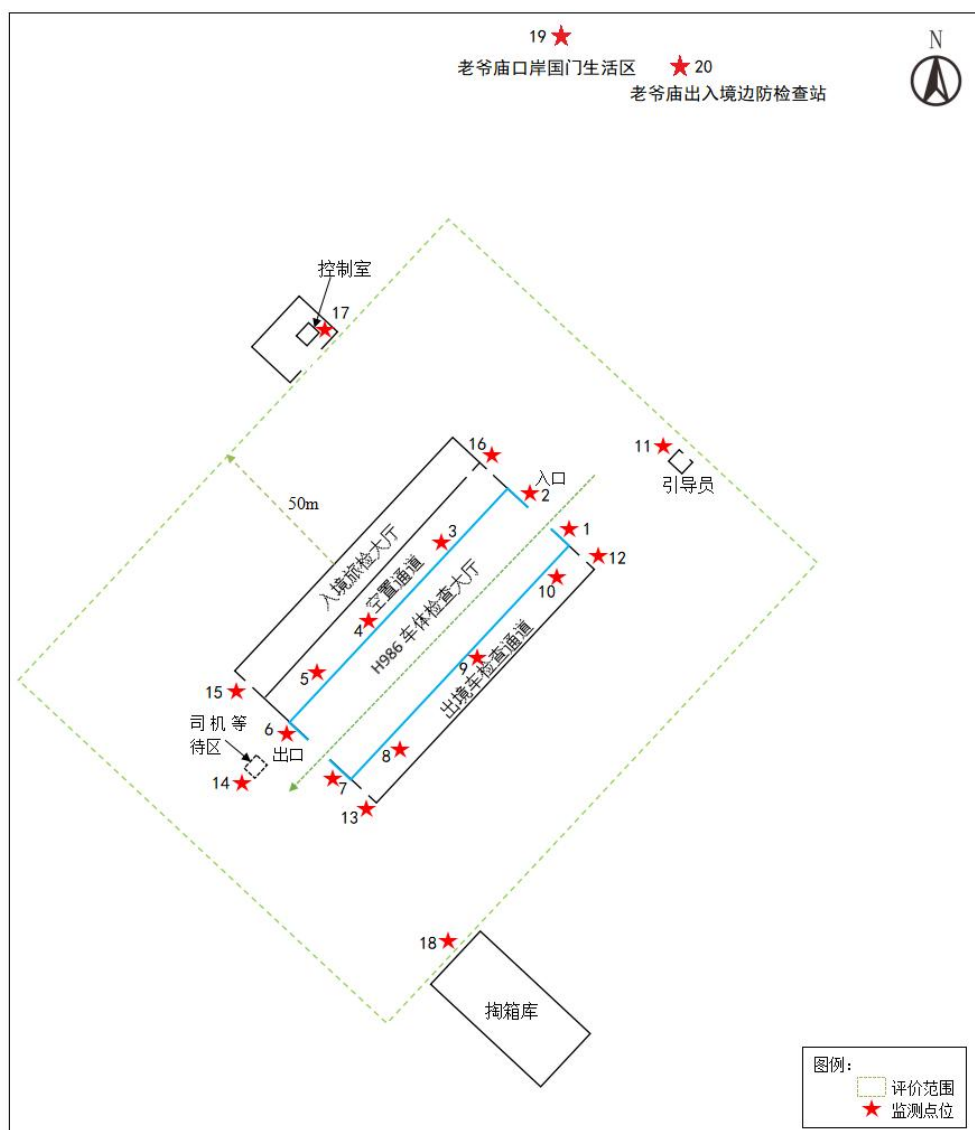 19
老爷庙口岸国门生活区
20
老爷庙出入境边防检查站
N
控制室
17
16
入口
2
11
引导员
50m
3
1
12
入境旅检大厅
空置通道
H986 车体检查大厅
10
4
9
出境车检查通道
5
15
6
司机等
待区
出口
8
14
7
13
18
掏箱库
图例:
评价范围
监测点位